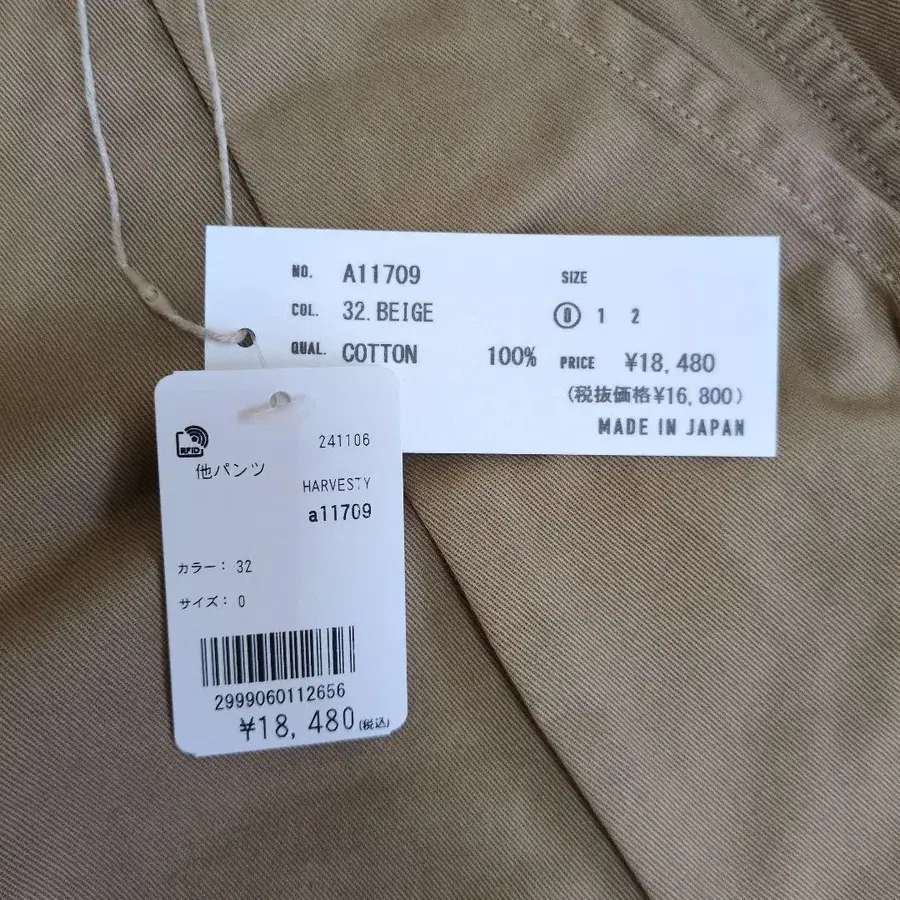 NO. A11709
COL. 32. BEIGE
QUAL. COTTON 100%
SIZE
0 1 2
PRICE ¥18,480
(税抜価格¥16,800)
MADE IN JAPAN
RFID
241106
他パンツ
HARVESTY
a11709
カラー: 32
サイズ: 0
2999060112656
¥18,480(税込)